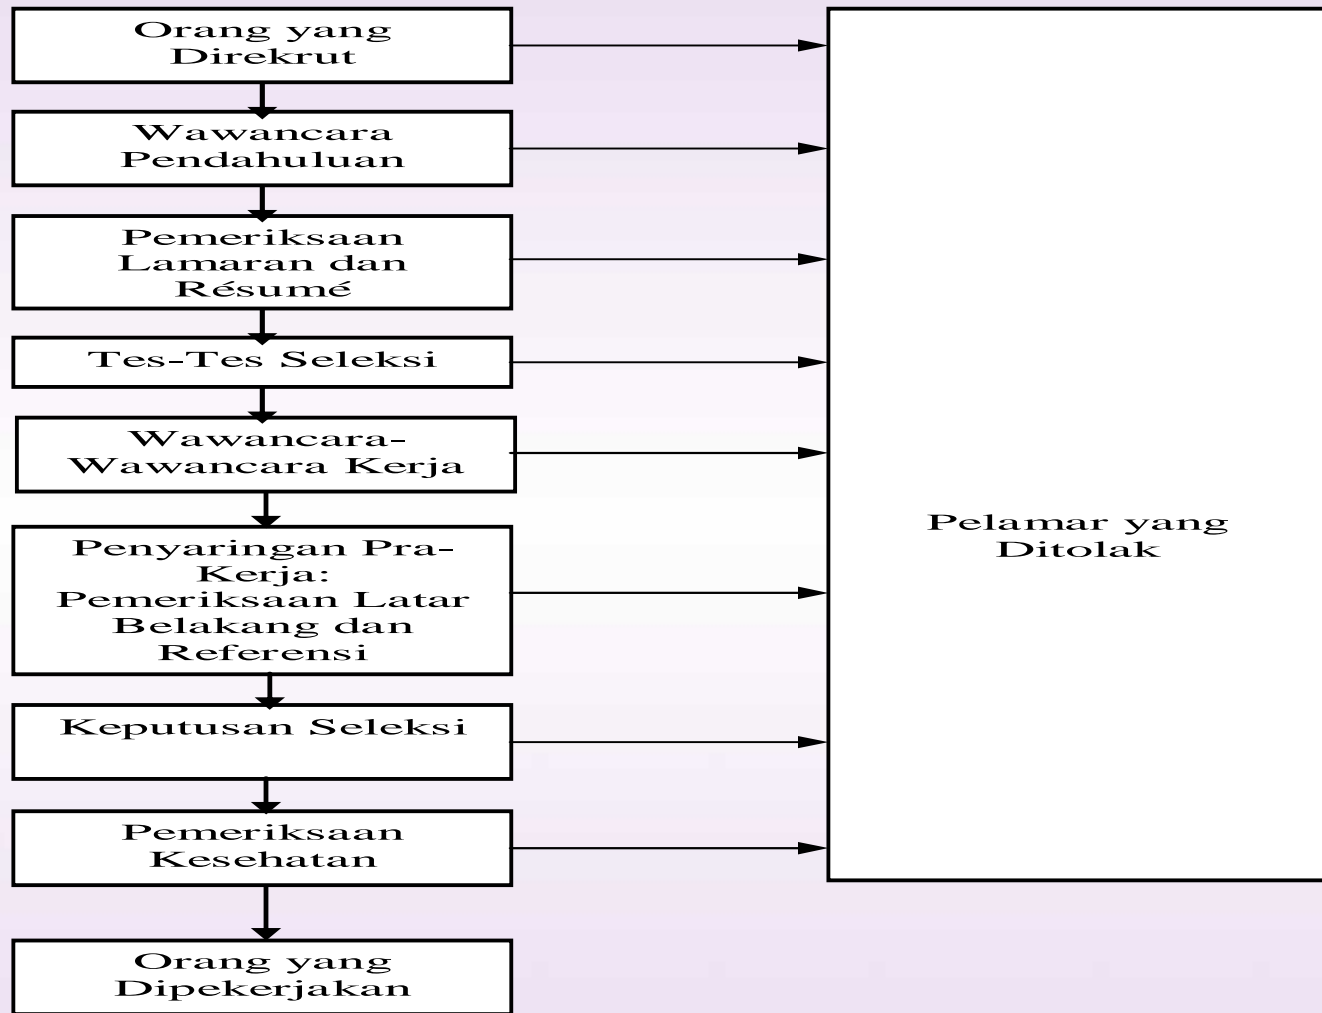 Orang yang
Direkrut
Wawancara
Pendahuluan
Pemeriksaan
Lamaran dan
Résumé
Tes-Tes Seleksi
Wawancara-
Wawancara Kerja
Penyaringan Pra-
Kerja:
Pemeriksaan Latar
Belakang dan
Referensi
Keputusan Seleksi
Pemeriksaan
Kesehatan
Orang yang
Dipekerjakan
Pelamar yang
Ditolak